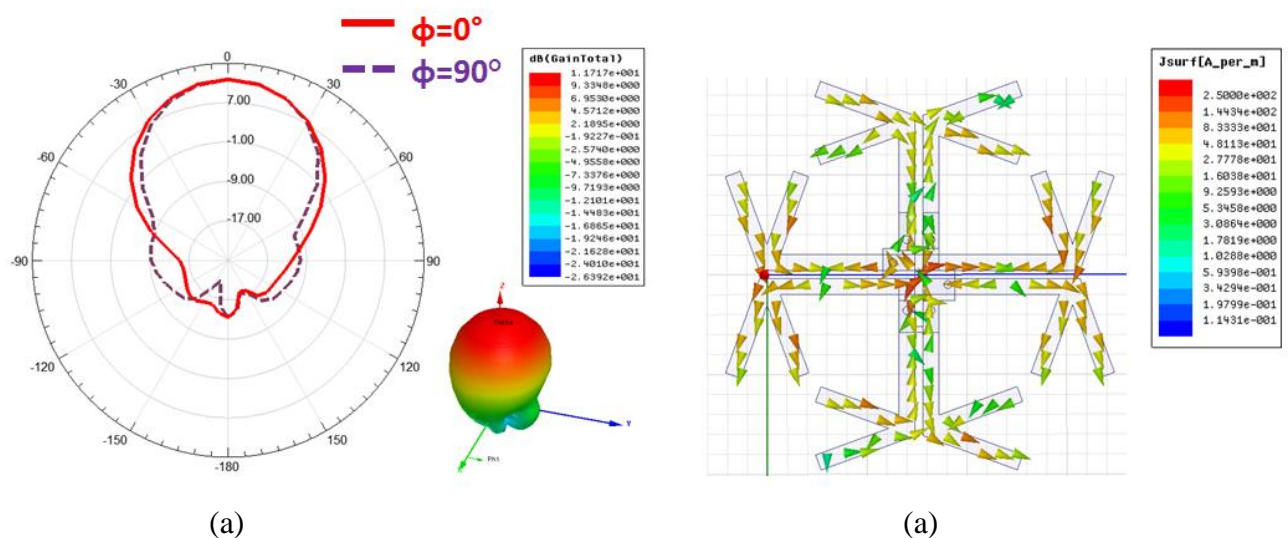 ϕ=0°
ϕ=90°
0
-30
30
-60
60
-90
90
-120
120
-150
150
-180
7.00
-1.00
-9.00
-17.00
dB(GainTotal)
1.1717e+001
9.3348e+000
6.9530e+000
4.5712e+000
2.1895e+000
-1.9227e-001
-2.5740e+000
-4.9558e+000
-7.3376e+000
-9.7193e+000
-1.2101e+001
-1.4483e+001
-1.6865e+001
-1.9246e+001
-2.1628e+001
-2.4010e+001
-2.6392e+001
Z
Theta
Y
Phi
Jsurf[A_per_m]
2.5000e+002
1.4434e+002
8.3333e+001
4.8113e+001
2.7778e+001
1.6038e+001
9.2593e+000
5.3458e+000
3.0864e+000
1.7819e+000
1.0288e+000
5.9398e-001
3.4294e-001
1.9799e-001
1.1431e-001
(a)
(a)